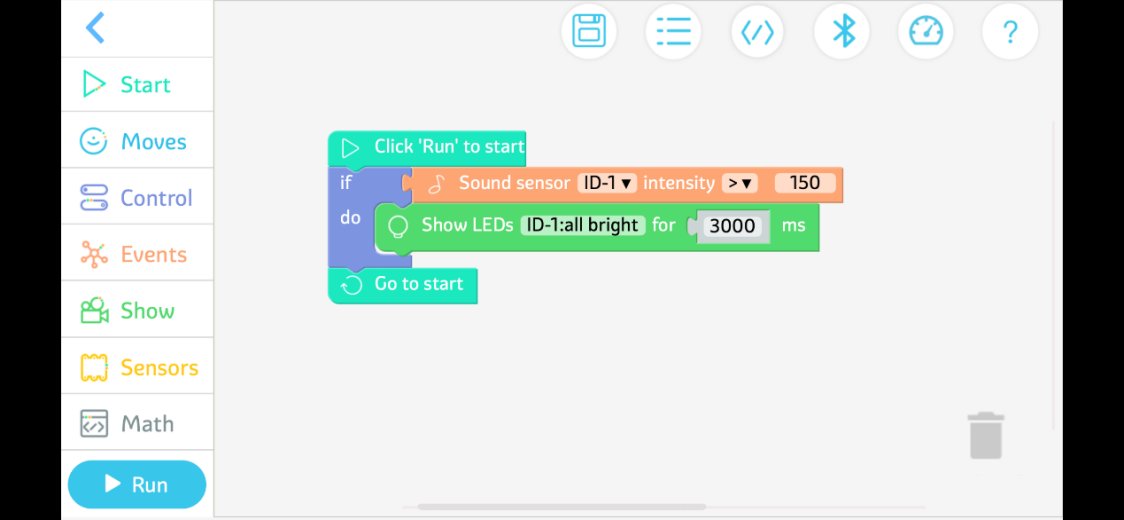 Start
Moves
Control
Events
Show
Sensors
Math
Run
?
Click 'Run' to start
if Sound sensor ID-1 ▾ intensity > ▾ 150
do Show LEDs ID-1:all bright for 3000 ms
Go to start